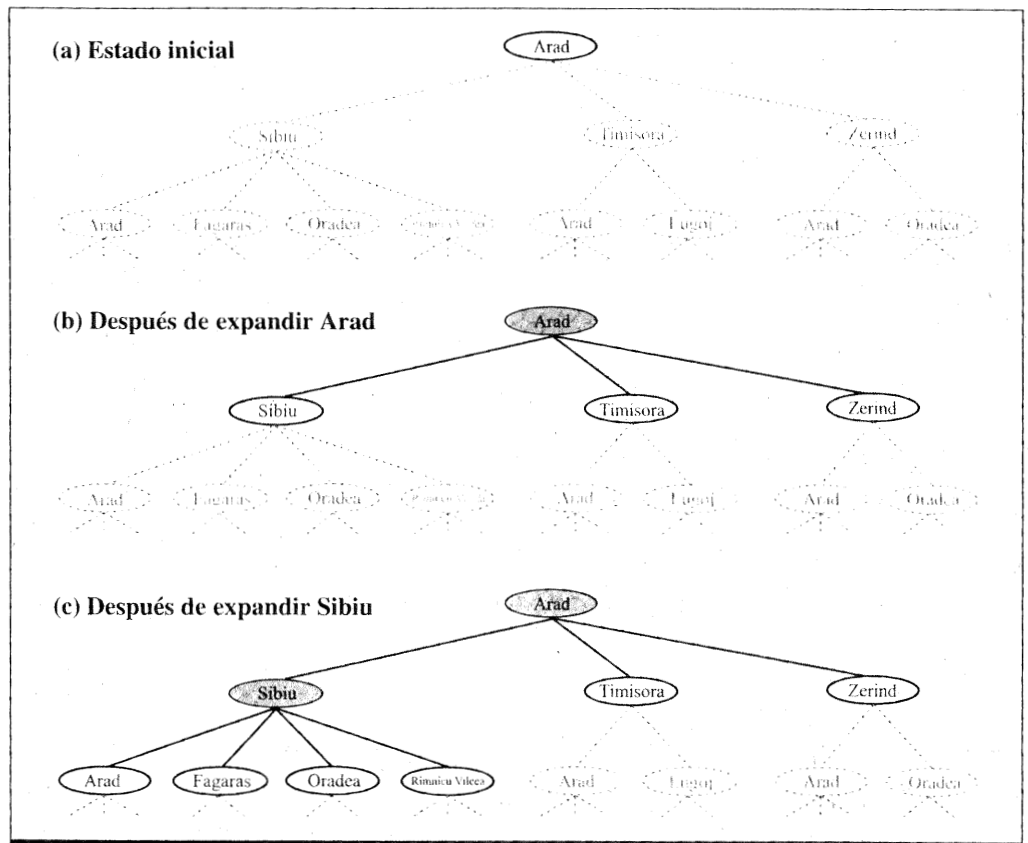 (a) Estado inicial
Arad
Sibiu Timisora Zerind
Arad Fagaras Oradea Arad Lugoj Arad Oradea
(b) Después de expandir Arad
Arad
Sibiu Timisora Zerind
Arad Fagaras Oradea Arad Lugoj Arad Oradea
(c) Después de expandir Sibiu
Arad
Sibiu Timisora Zerind
Arad Fagaras Oradea Rimnicu Vilcea Arad Lugoj Arad Oradea